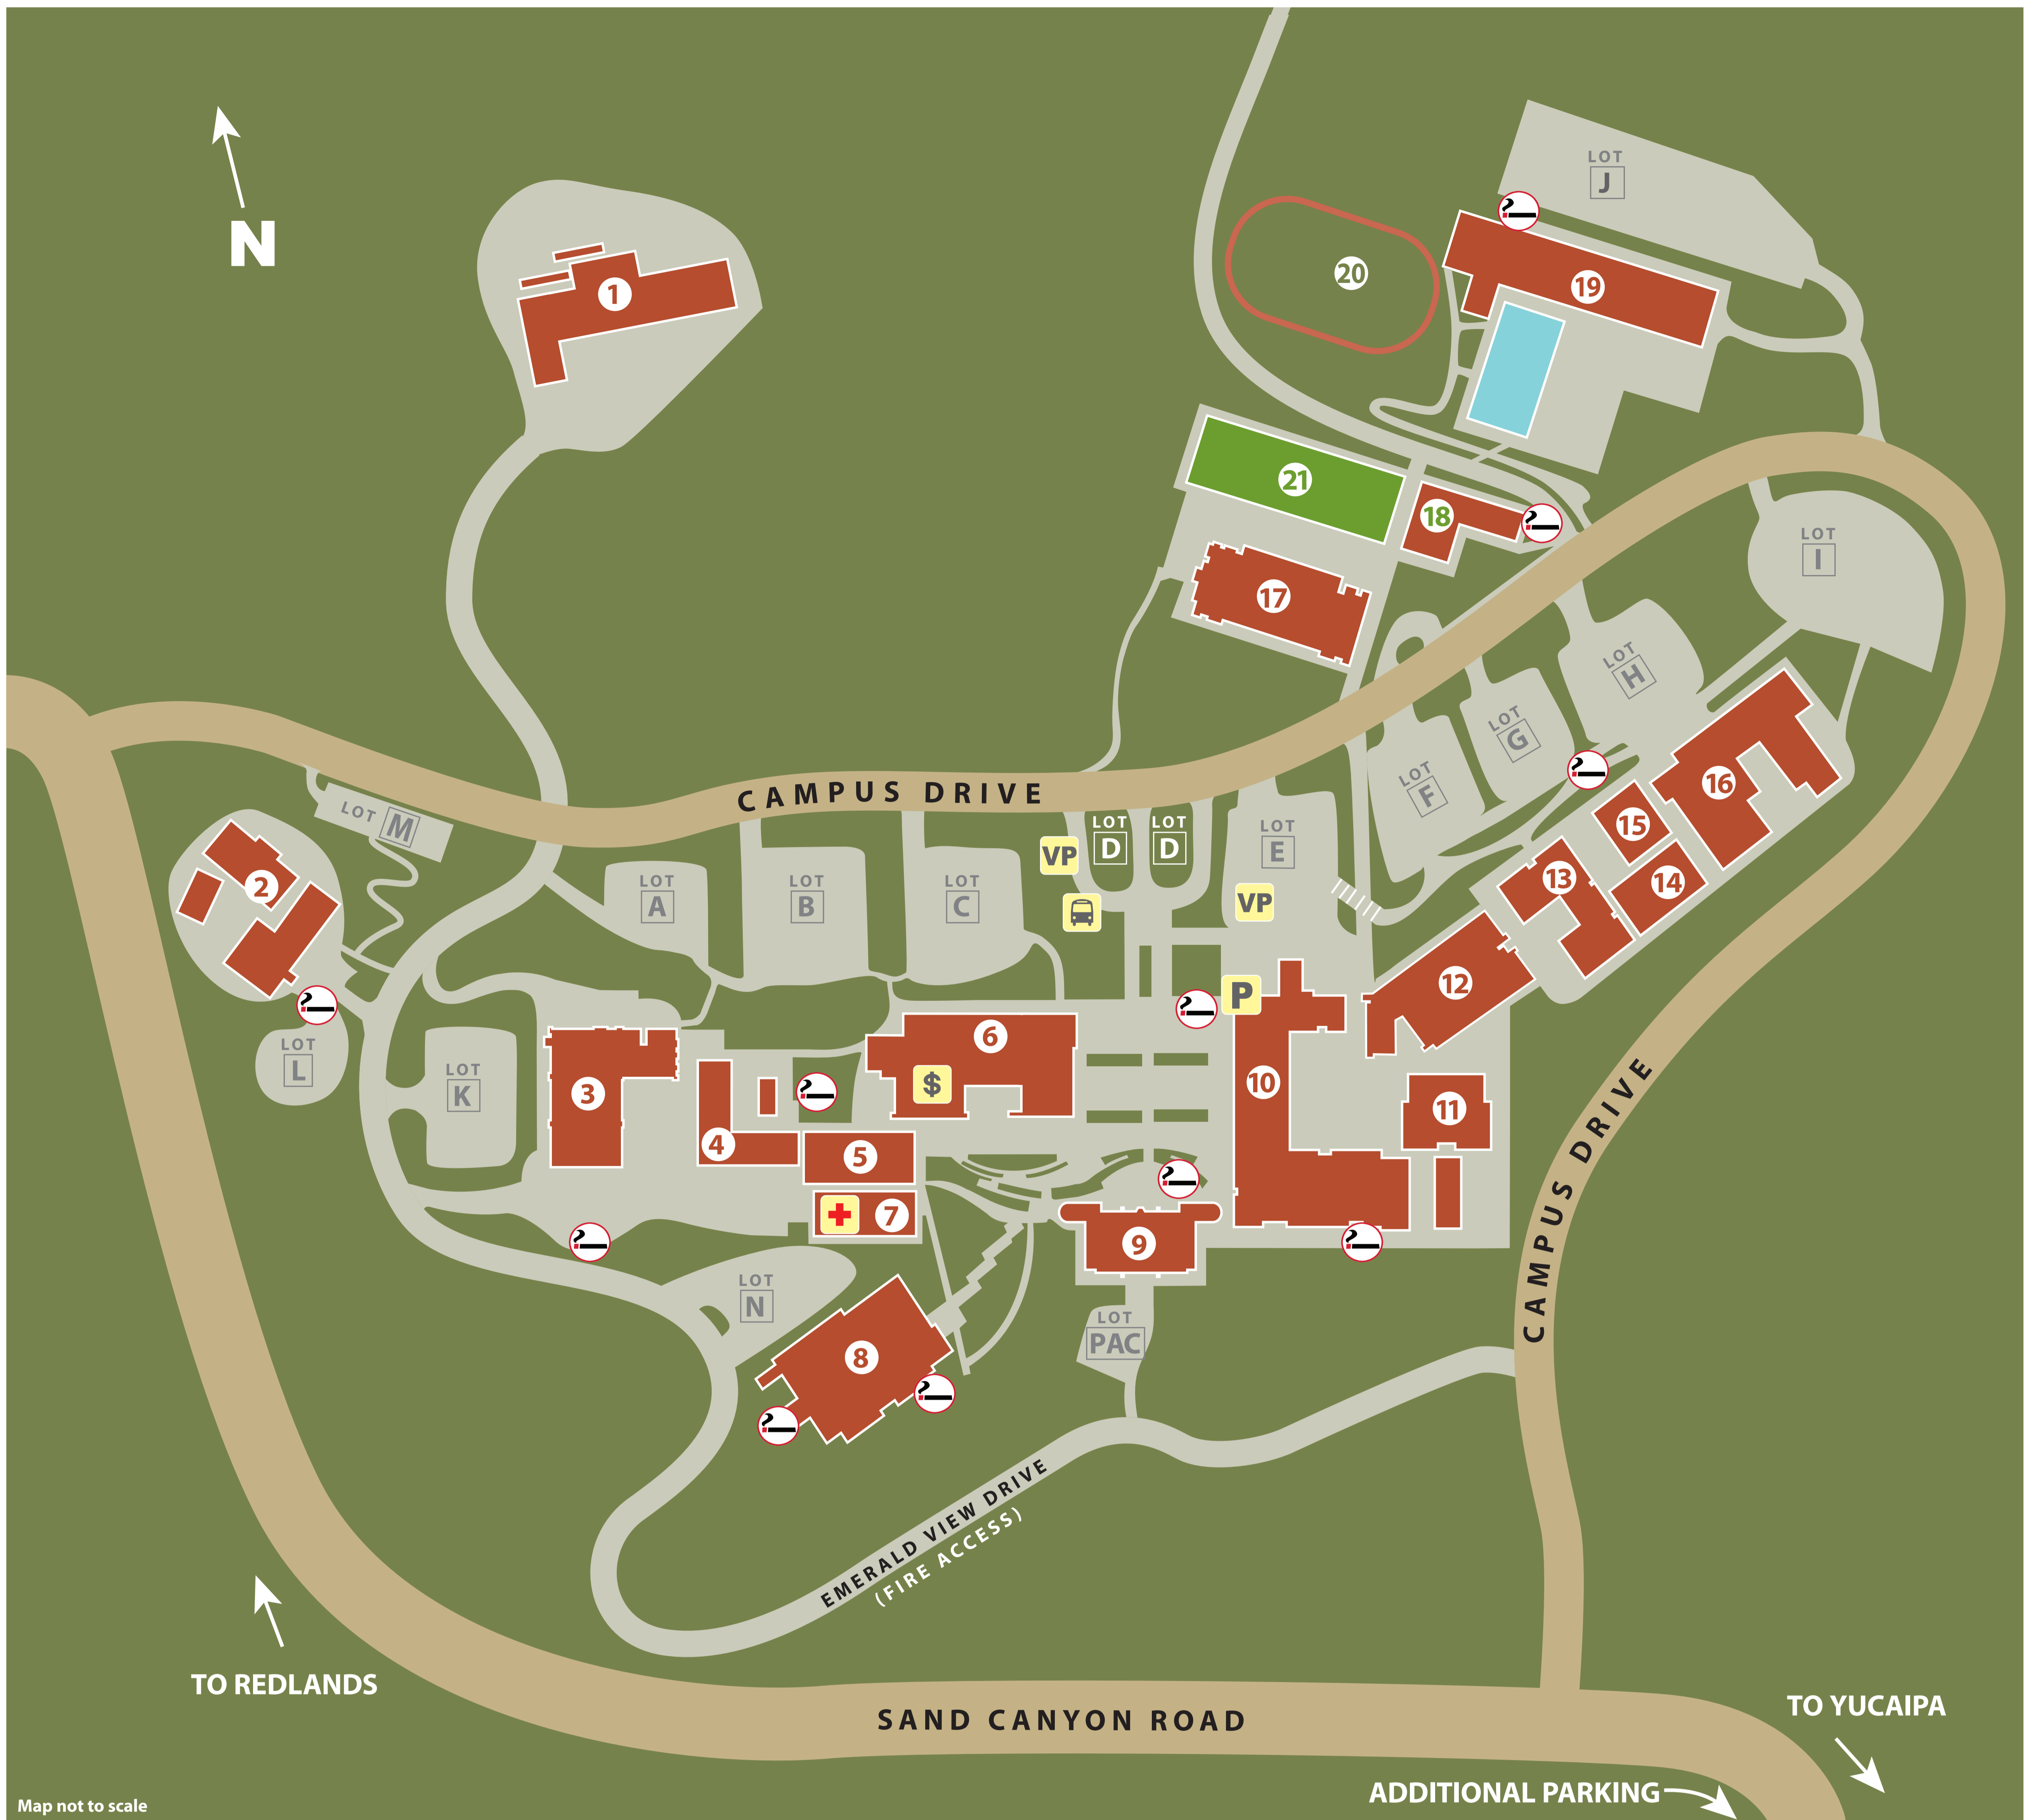 LOT
J
N
20
19
1
21
18
LOT
I
17
LOT
H
LOT
G
16
CAMPUS DRIVE
LOT
F
LOT M
LOT
D
LOT
D
LOT
E
15
VP
2
LOT
A
LOT
B
LOT
C
13
14
VP
12
P
6
LOT
L
LOT
K
3
$
10
11
4
5
7
9
CAMPUS DRIVE
LOT
N
LOT
PAC
8
EMERALD VIEW DRIVE
(FIRE ACCESS)
TO REDLANDS
SAND CANYON ROAD
TO YUCAIPA
ADDITIONAL PARKING
Map not to scale